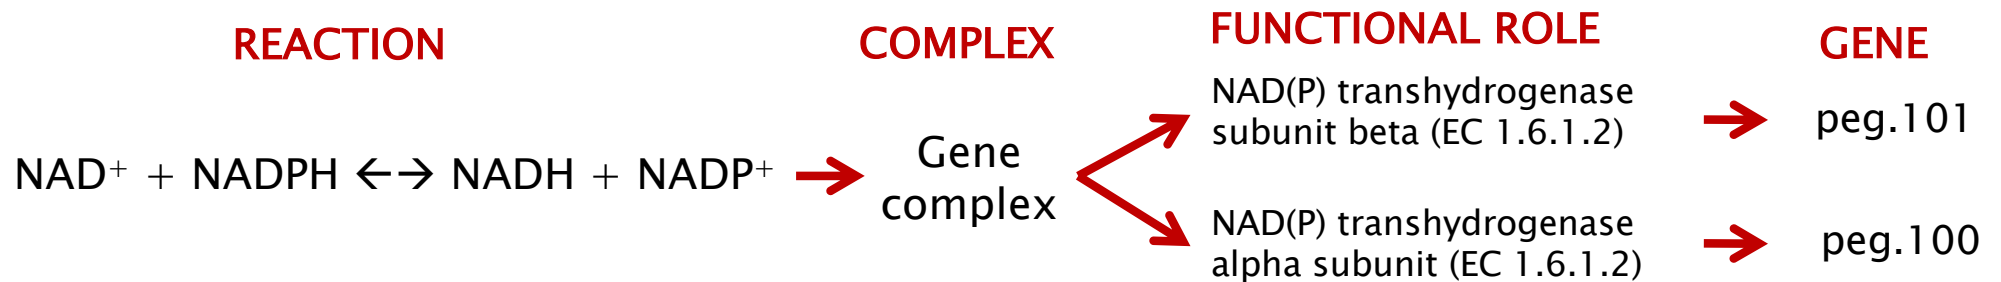 REACTION
COMPLEX
FUNCTIONAL ROLE
GENE
NAD⁺ + NADPH ←→ NADH + NADP⁺
Gene
complex
NAD(P) transhydrogenase
subunit beta (EC 1.6.1.2)
peg.101
NAD(P) transhydrogenase
alpha subunit (EC 1.6.1.2)
peg.100